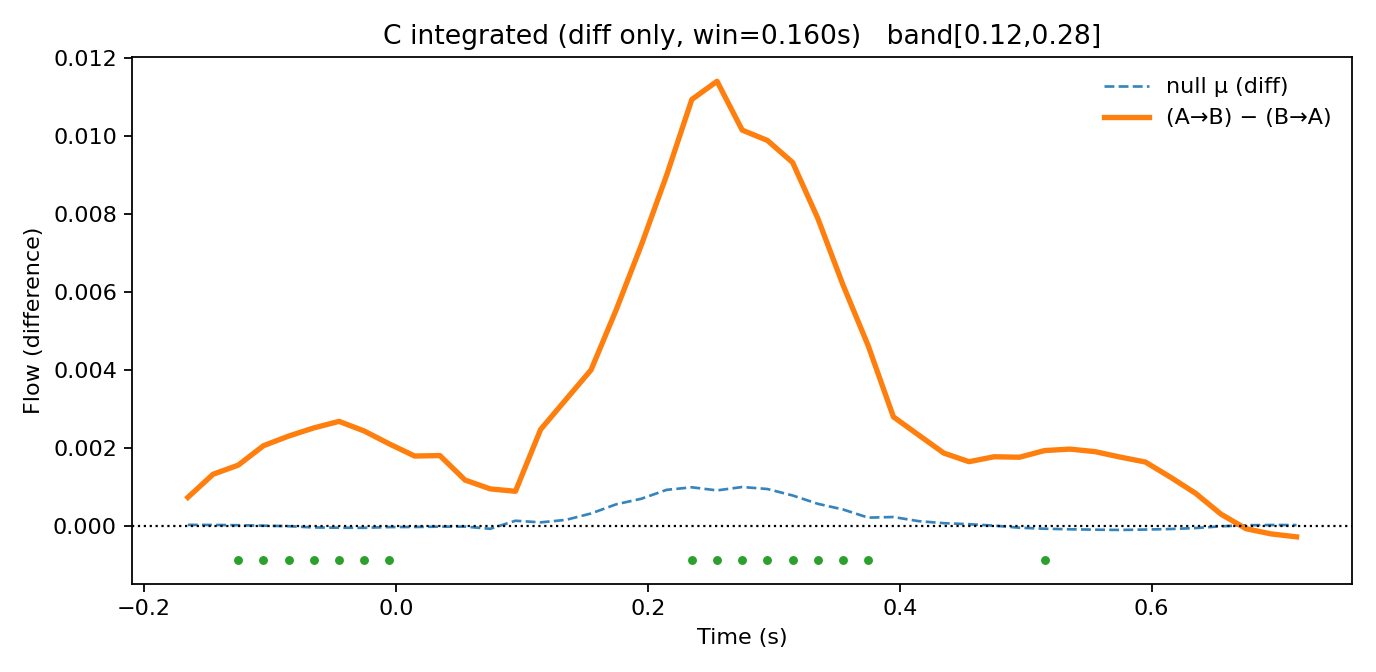 C integrated (diff only, win=0.160s)   band[0.12,0.28]
0.012
0.010
0.008
0.006
0.004
0.002
0.000
Flow (difference)
null μ (diff)
(A→B) − (B→A)
−0.2
0.0
0.2
0.4
0.6
Time (s)